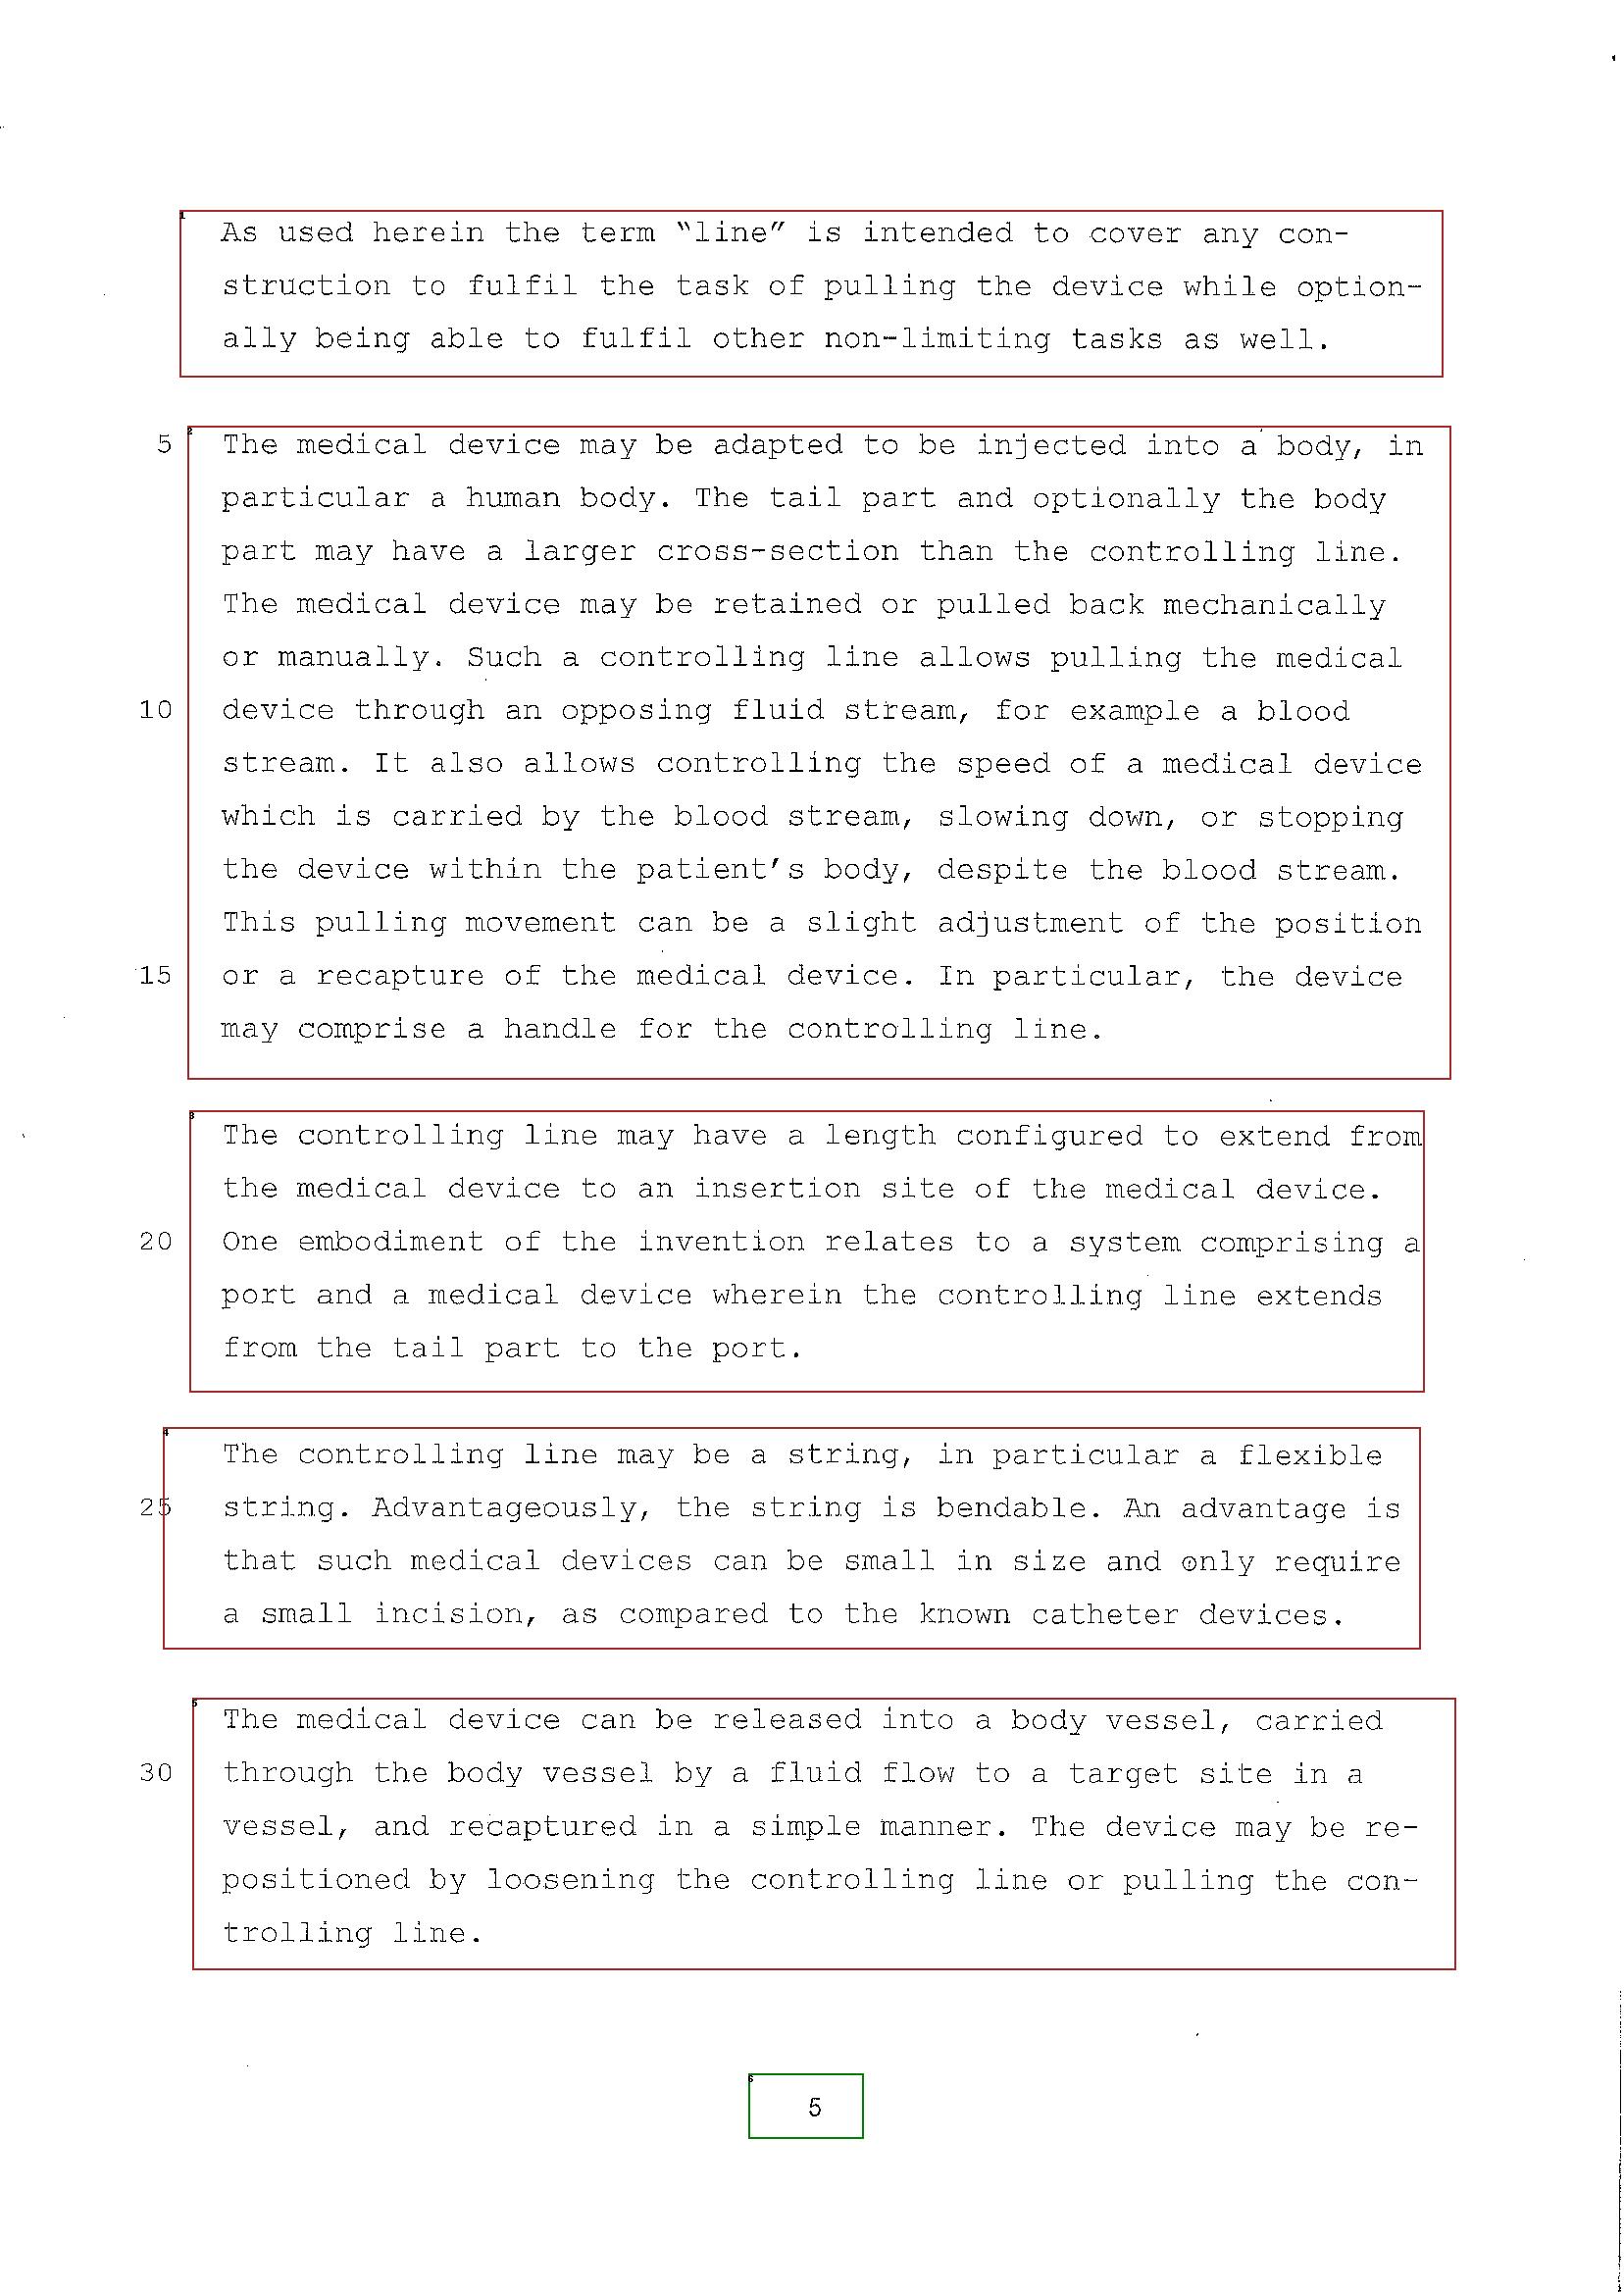 As used herein the term “line” is intended to cover any con-
struction to fulfil the task of pulling the device while option-
ally being able to fulfil other non-limiting tasks as well.
5 The medical device may be adapted to be injected into a body, in
particular a human body. The tail part and optionally the body
part may have a larger cross-section than the controlling line.
The medical device may be retained or pulled back mechanically
or manually. Such a controlling line allows pulling the medical
10 device through an opposing fluid stream, for example a blood
stream. It also allows controlling the speed of a medical device
which is carried by the blood stream, slowing down, or stopping
the device within the patient's body, despite the blood stream.
This pulling movement can be a slight adjustment of the position
15 or a recapture of the medical device. In particular, the device
may comprise a handle for the controlling line.
The controlling line may have a length configured to extend from
the medical device to an insertion site of the medical device.
20 One embodiment of the invention relates to a system comprising a
port and a medical device wherein the controlling line extends
from the tail part to the port.
The controlling line may be a string, in particular a flexible
25 string. Advantageously, the string is bendable. An advantage is
that such medical devices can be small in size and only require
a small incision, as compared to the known catheter devices.
The medical device can be released into a body vessel, carried
30 through the body vessel by a fluid flow to a target site in a
vessel, and recaptured in a simple manner. The device may be re-
positioned by loosening the controlling line or pulling the con-
trolling line.
5